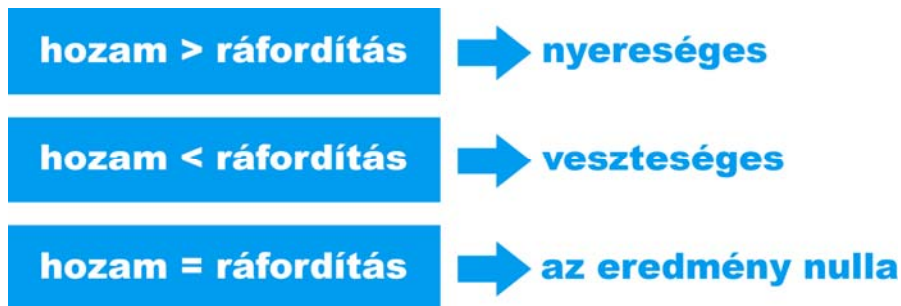 hozam > ráfordítás nyereséges
hozam < ráfordítás veszteséges
hozam = ráfordítás az eredmény nulla